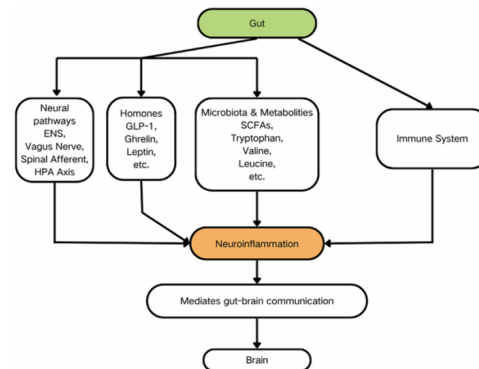 Gut
Neural
pathways
ENS,
Vagus Nerve,
Spinal Afferent,
HPA Axis
Homones
GLP-1,
Ghrelin,
Leptin,
etc.
Microbiota & Metabolities
SCFAs,
Tryptophan,
Valine,
Leucine,
etc.
Immune System
Neuroinflammation
Mediates gut-brain communication
Brain